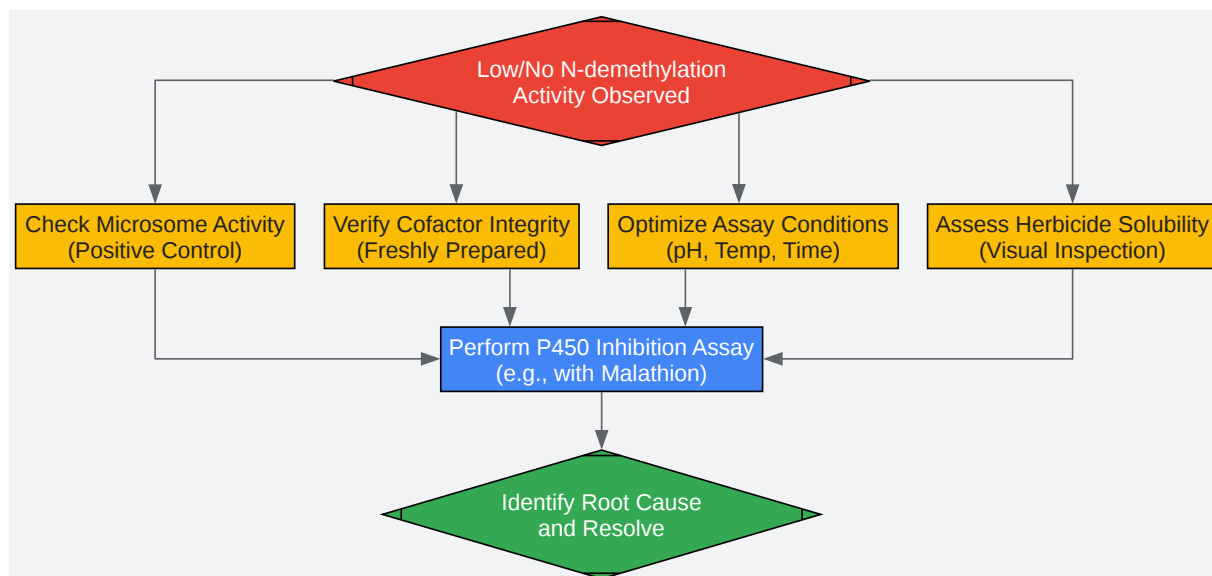 Low/No N-demethylation
Activity Observed
Check Microsome Activity
(Positive Control)
Verify Cofactor Integrity
(Freshly Prepared)
Optimize Assay Conditions
(pH, Temp, Time)
Assess Herbicide Solubility
(Visual Inspection)
Perform P450 Inhibition Assay
(e.g., with Malathion)
Identify Root Cause
and Resolve